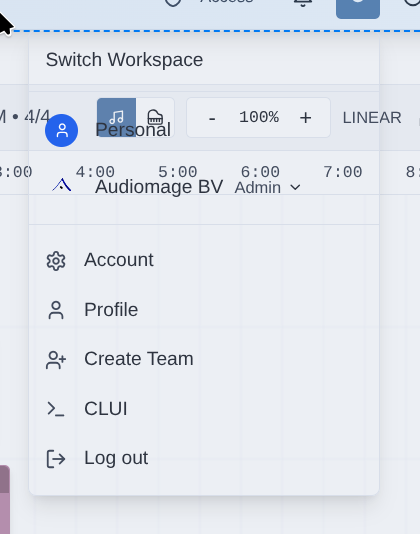 Access
Switch Workspace
M • 4/4
- 100% +
LINEAR
Personal
3:00 4:00 5:00 6:00 7:00 8:
Audiomage BV Admin
Account
Profile
Create Team
CLUI
Log out